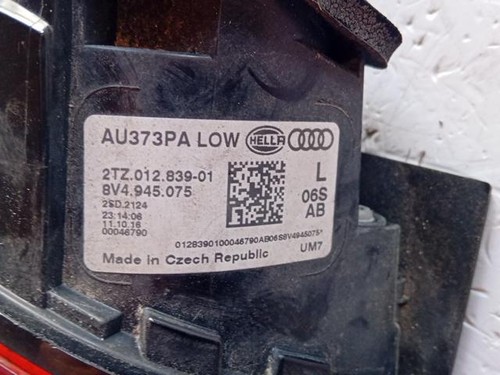 AU373PA LOW HELLA
2TZ.012.839-01
8V4.945.075
2SD.2124
23:14:06
11.10.16
00046790
L
06S
AB
0128390100046790AB06S8V4945075
UM7
Made in Czech Republic